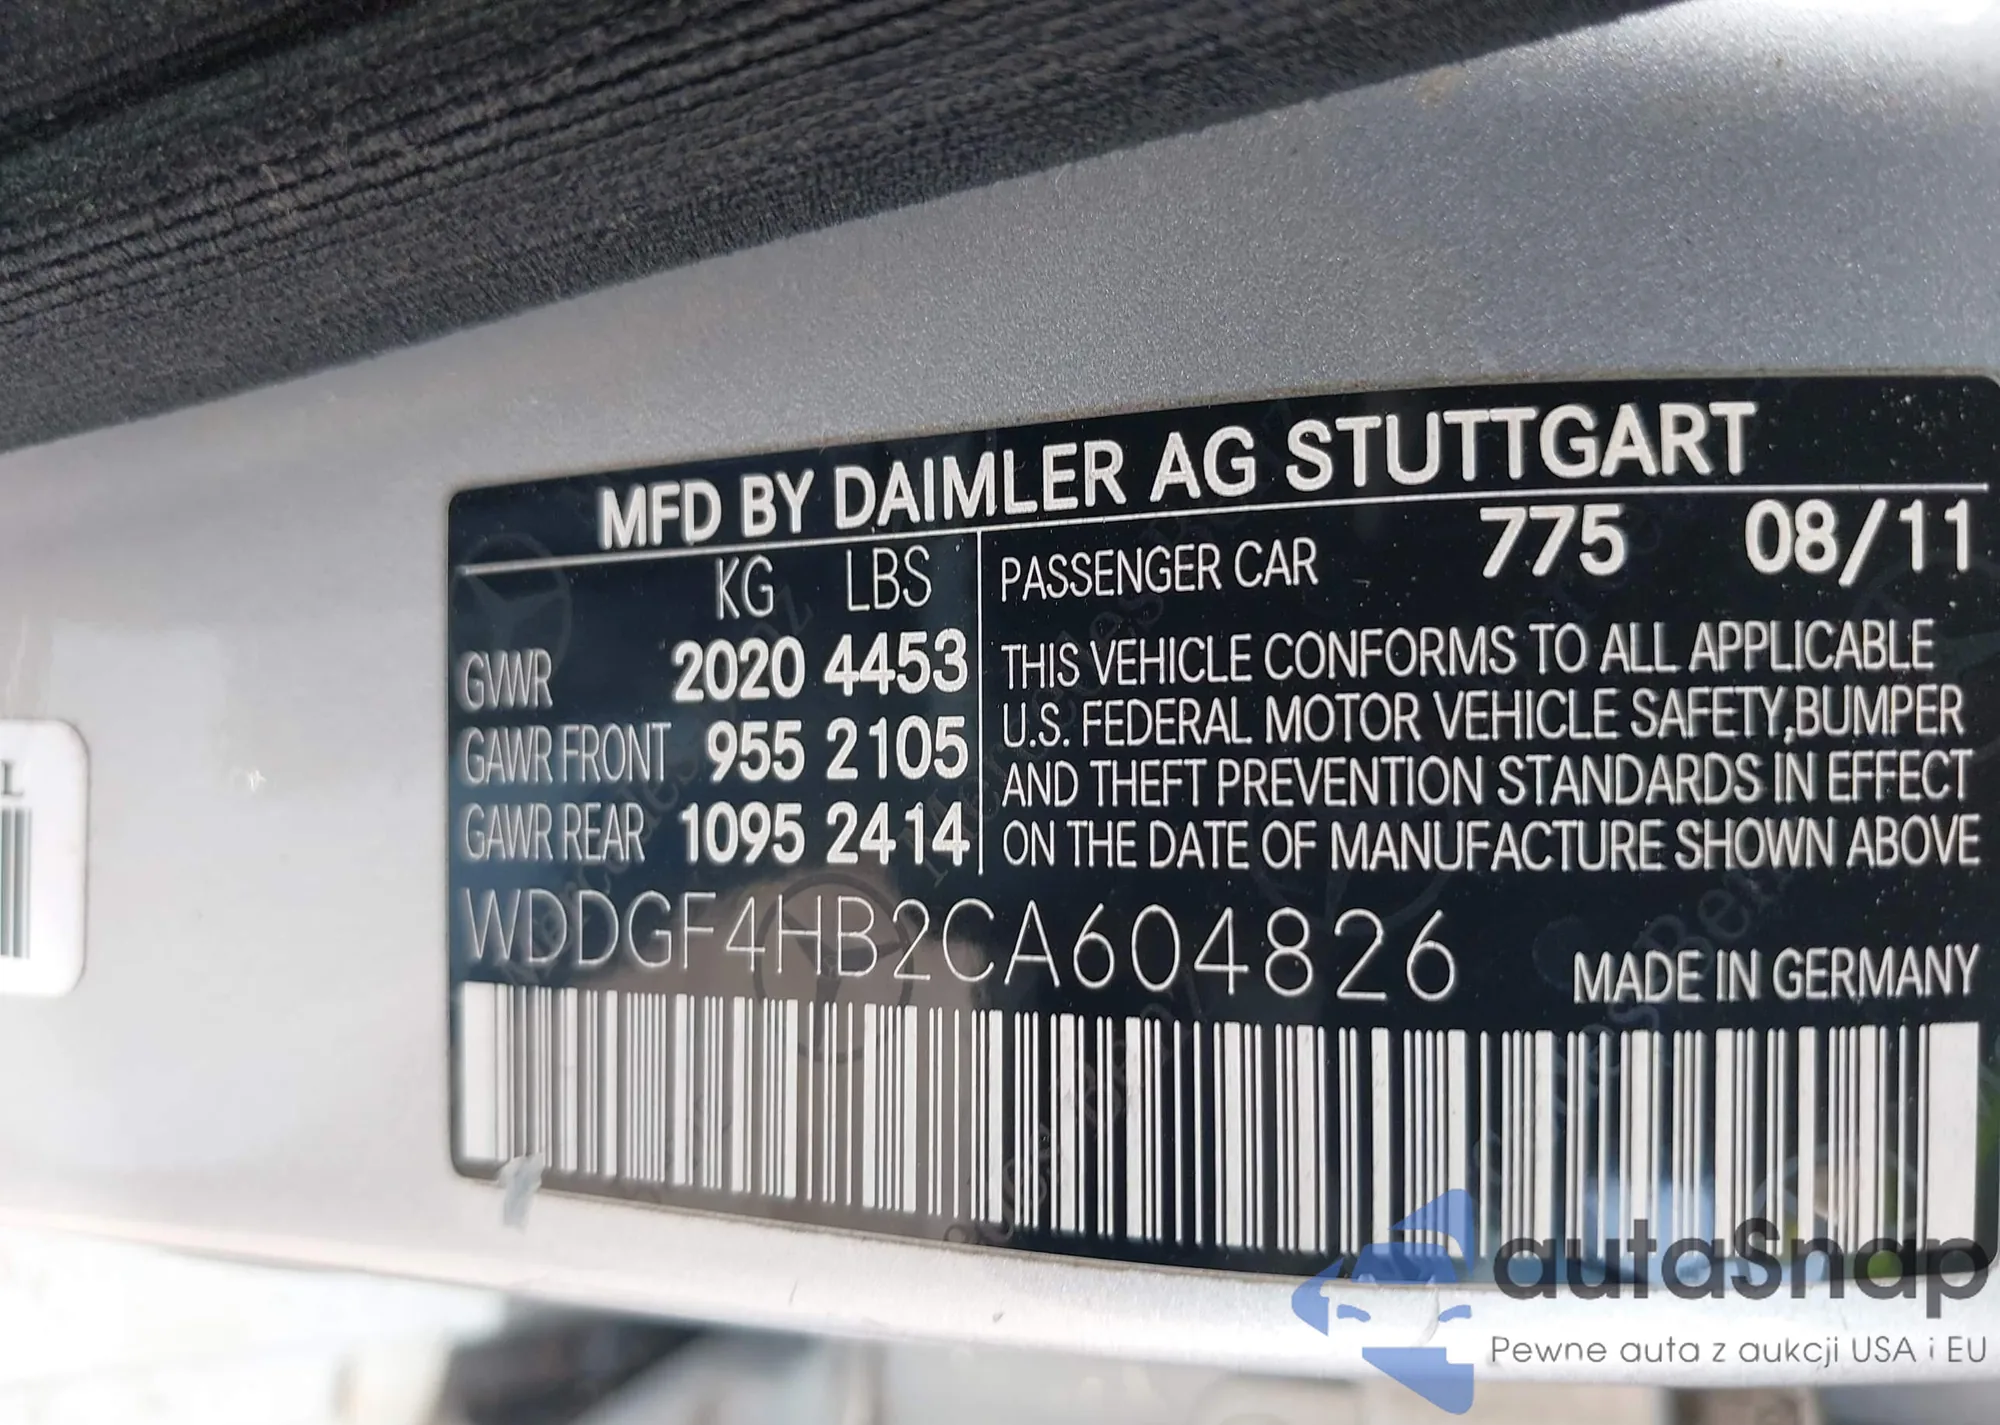 MFD BY DAIMLER AG STUTTGART
KG LBS
GVWR 2020 4453
GAWR FRONT 955 2105
GAWR REAR 1095 2414
PASSENGER CAR 775 08/11
THIS VEHICLE CONFORMS TO ALL APPLICABLE
U.S. FEDERAL MOTOR VEHICLE SAFETY,BUMPER
AND THEFT PREVENTION STANDARDS IN EFFECT
ON THE DATE OF MANUFACTURE SHOWN ABOVE
WDDGF4HB2CA604826
MADE IN GERMANY
L
autaSnap
Pewne auta z aukcji USA i EU